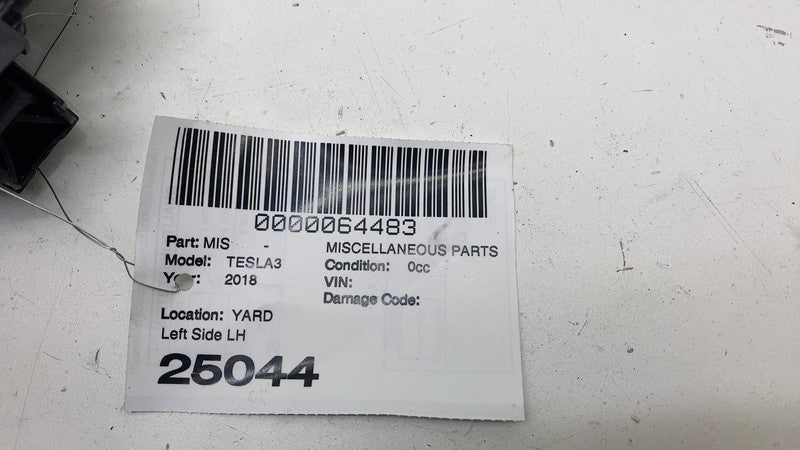 0000064483
Part: MIS - MISCELLANEOUS PARTS
Model: TESLA3 Condition: 0cc
Year: 2018 VIN:
Damage Code:
Location: YARD
Left Side LH
25044